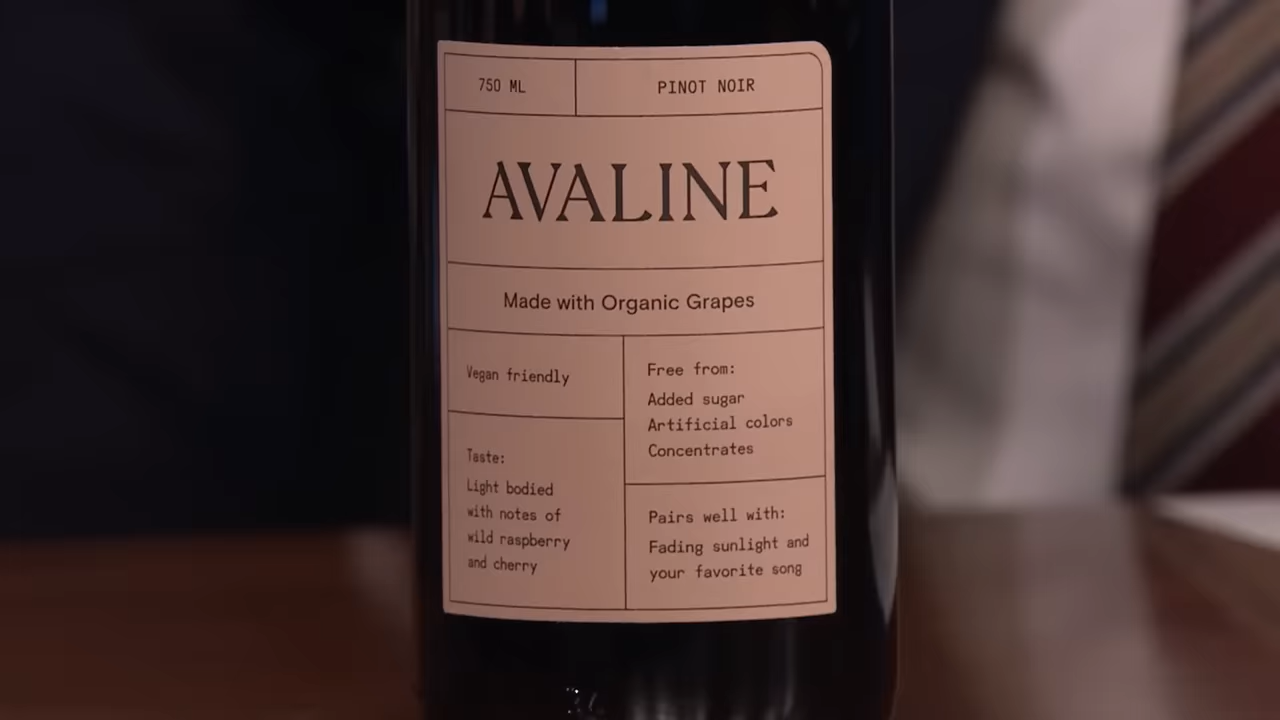 750 ML
PINOT NOIR
AVALINE
Made with Organic Grapes
Vegan friendly
Taste:
Light bodied
with notes of
wild raspberry
and cherry
Free from:
Added sugar
Artificial colors
Concentrates
Pairs well with:
Fading sunlight and
your favorite song